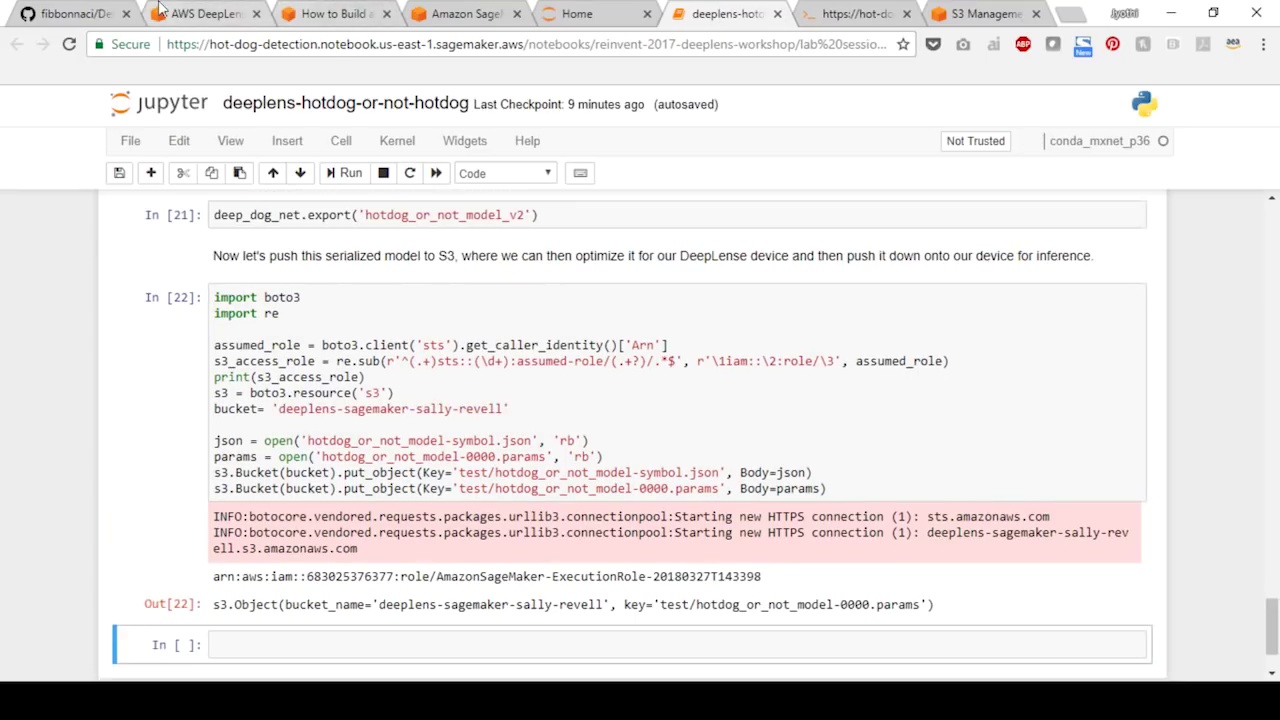 fibbonnaci/De
AWS DeepLen
How to Build a
Amazon SageM
Home
deeplens-hotd
https://hot-do
S3 Manageme
Jyothi
Secure
https://hot-dog-detection.notebook.us-east-1.sagemaker.aws/notebooks/reinvent-2017-deeplens-workshop/lab%20sessio...
ai
ABP
New
aea
jupyter
deeplens-hotdog-or-not-hotdog Last Checkpoint: 9 minutes ago (autosaved)
File Edit View Insert Cell Kernel Widgets Help
Not Trusted
conda_mxnet_p36
Run
Code
In [21]: deep_dog_net.export('hotdog_or_not_model_v2')
Now let's push this serialized model to S3, where we can then optimize it for our DeepLense device and then push it down onto our device for inference.
In [22]: import boto3
import re
assumed_role = boto3.client('sts').get_caller_identity()['Arn']
s3_access_role = re.sub(r'^(.+)sts::(\d+):assumed-role/(.+?)/.*$', r'\1iam::\2:role/\3', assumed_role)
print(s3_access_role)
s3 = boto3.resource('s3')
bucket= 'deeplens-sagemaker-sally-revell'
json = open('hotdog_or_not_model-symbol.json', 'rb')
params = open('hotdog_or_not_model-0000.params', 'rb')
s3.Bucket(bucket).put_object(Key='test/hotdog_or_not_model-symbol.json', Body=json)
s3.Bucket(bucket).put_object(Key='test/hotdog_or_not_model-0000.params', Body=params)
INFO:botocore.vendored.requests.packages.urllib3.connectionpool:Starting new HTTPS connection (1): sts.amazonaws.com
INFO:botocore.vendored.requests.packages.urllib3.connectionpool:Starting new HTTPS connection (1): deeplens-sagemaker-sally-rev
ell.s3.amazonaws.com
arn:aws:iam::683025376377:role/AmazonSageMaker-ExecutionRole-20180327T143398
Out[22]: s3.Object(bucket_name='deeplens-sagemaker-sally-revell', key='test/hotdog_or_not_model-0000.params')
In [ ]: